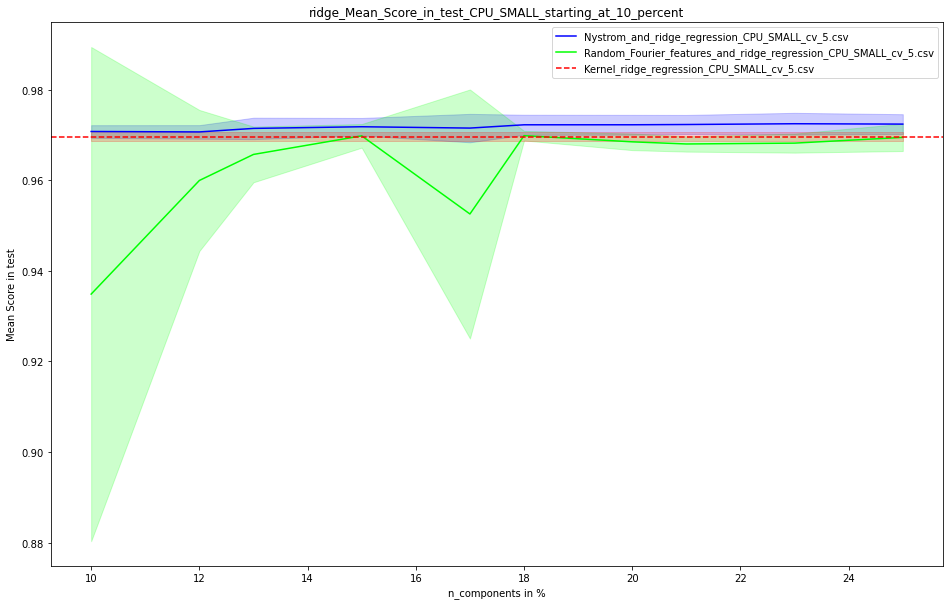 ridge_Mean_Score_in_test_CPU_SMALL_starting_at_10_percent
Nystrom_and_ridge_regression_CPU_SMALL_cv_5.csv
Random_Fourier_features_and_ridge_regression_CPU_SMALL_cv_5.csv
Kernel_ridge_regression_CPU_SMALL_cv_5.csv
Mean Score in test
0.98
0.96
0.94
0.92
0.90
0.88
10 12 14 16 18 20 22 24
n_components in %